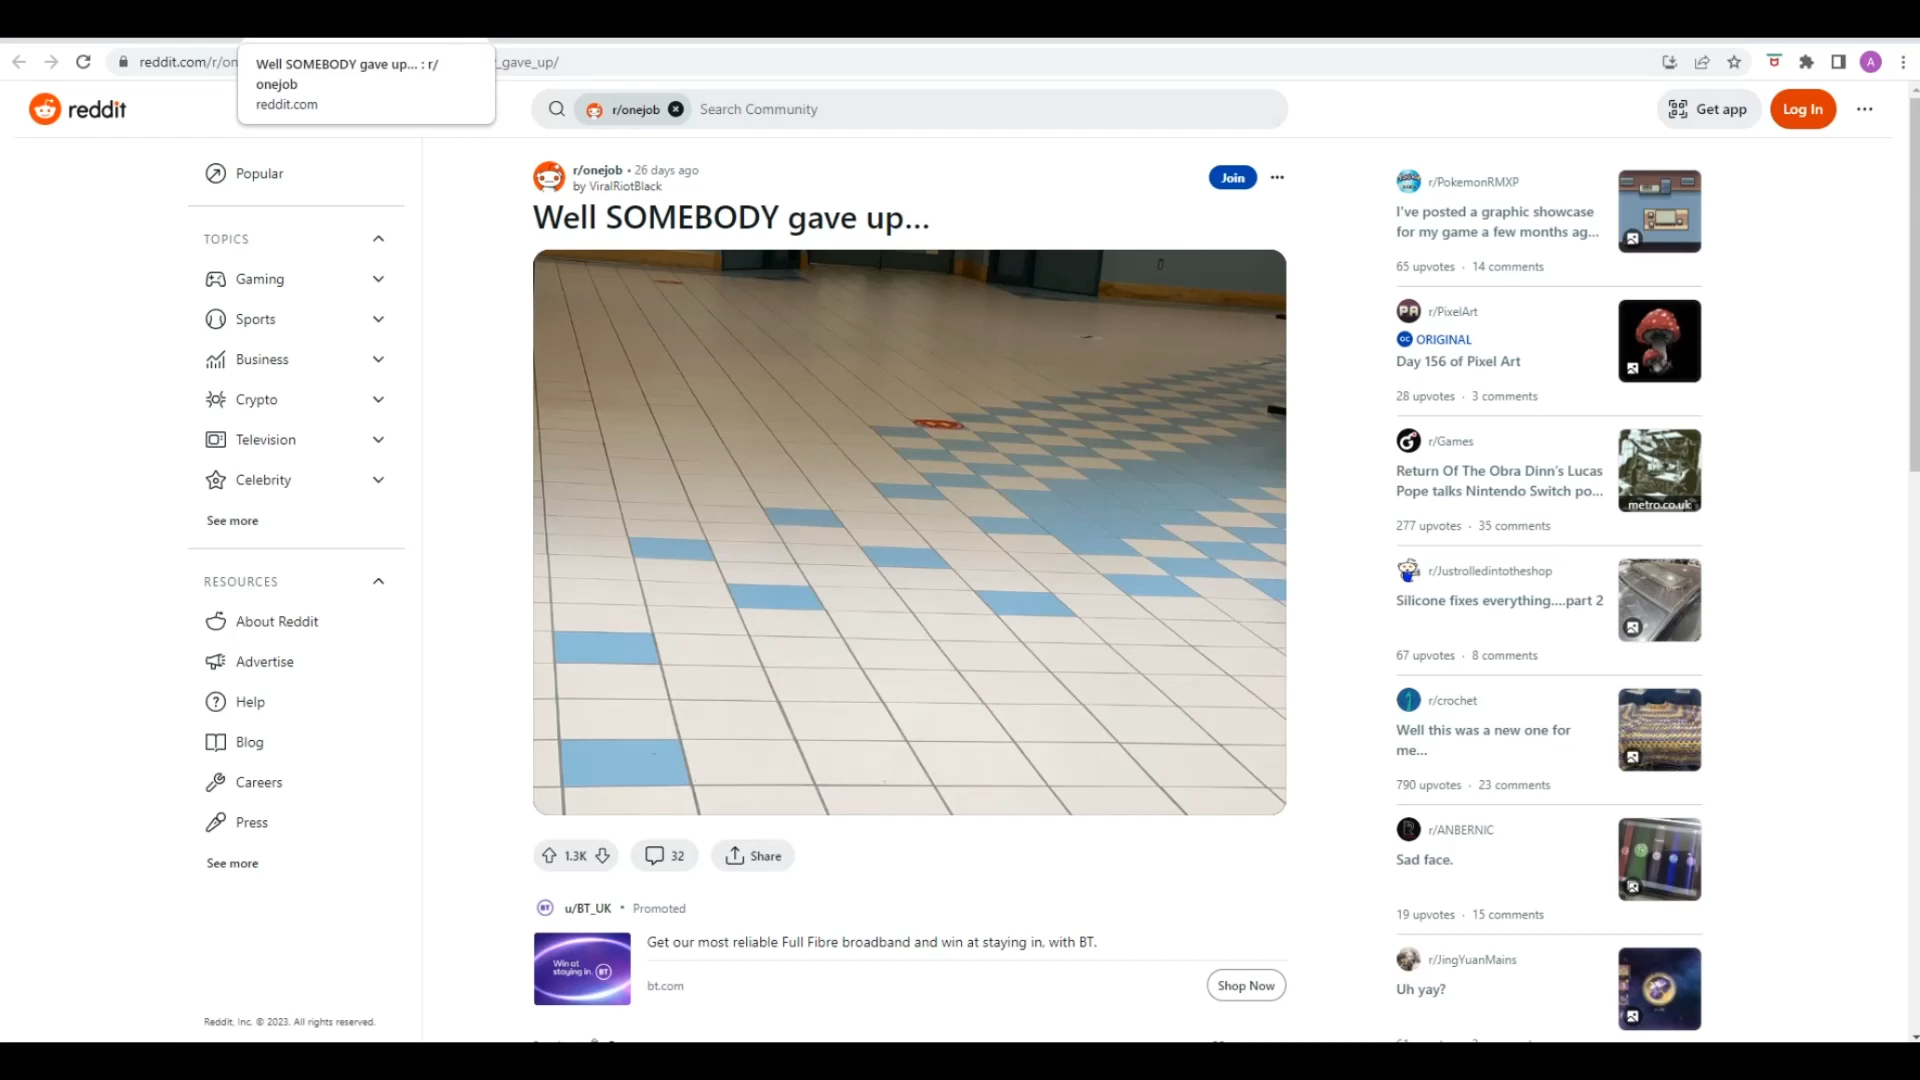 reddit.com/r/on
_gave_up/
Well SOMEBODY gave up... : r/
onejob
reddit.com
A
reddit
r/onejob
Search Community
Get app
Log In
Popular
TOPICS
Gaming
Sports
Business
Crypto
Television
Celebrity
See more
RESOURCES
About Reddit
Advertise
Help
Blog
Careers
Press
See more
Reddit, Inc. © 2023. All rights reserved.
r/onejob • 26 days ago
by ViralRiotBlack
Join
Well SOMEBODY gave up...
1.3K
32
Share
BT
u/BT_UK • Promoted
Get our most reliable Full Fibre broadband and win at staying in, with BT.
Win at
staying in. BT
bt.com
Shop Now
r/PokemonRMXP
I've posted a graphic showcase
for my game a few months ag...
65 upvotes · 14 comments
PA
r/PixelArt
OC ORIGINAL
Day 156 of Pixel Art
28 upvotes · 3 comments
r/Games
Return Of The Obra Dinn's Lucas
Pope talks Nintendo Switch po...
metro.co.uk
277 upvotes · 35 comments
r/Justrolledintotheshop
Silicone fixes everything....part 2
67 upvotes · 8 comments
r/crochet
Well this was a new one for
me...
790 upvotes · 23 comments
r/ANBERNIC
Sad face.
19 upvotes · 15 comments
r/JingYuanMains
Uh yay?